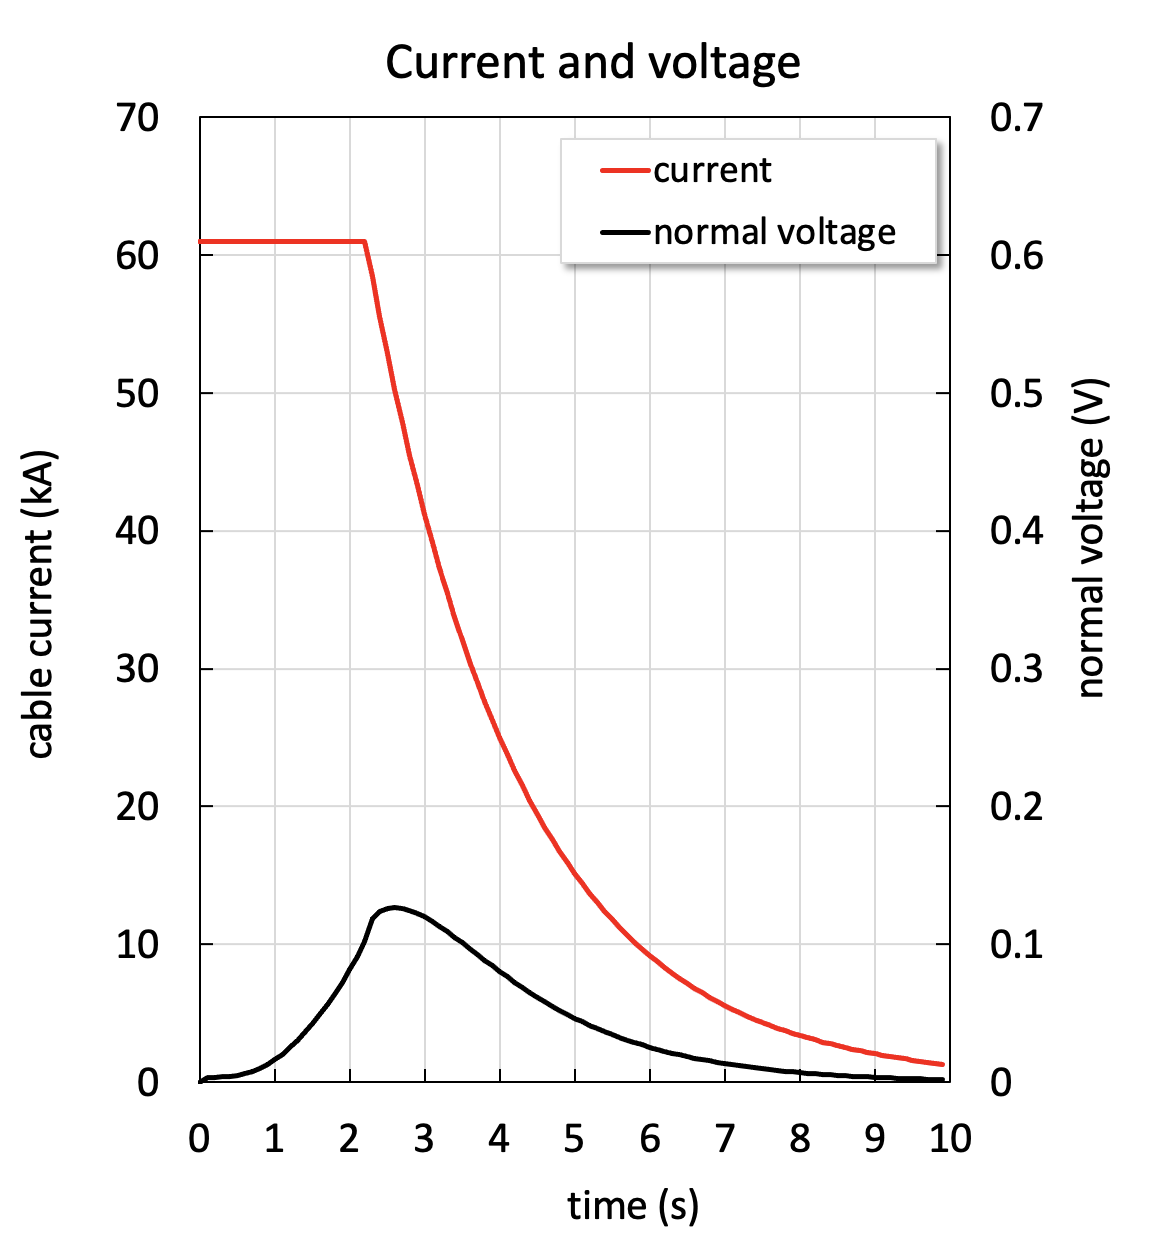 Current and voltage
70
60
50
40
30
20
10
0
cable current (kA)
current
normal voltage
0.7
0.6
0.5
0.4
0.3
0.2
0.1
0
normal voltage (V)
0 1 2 3 4 5 6 7 8 9 10
time (s)